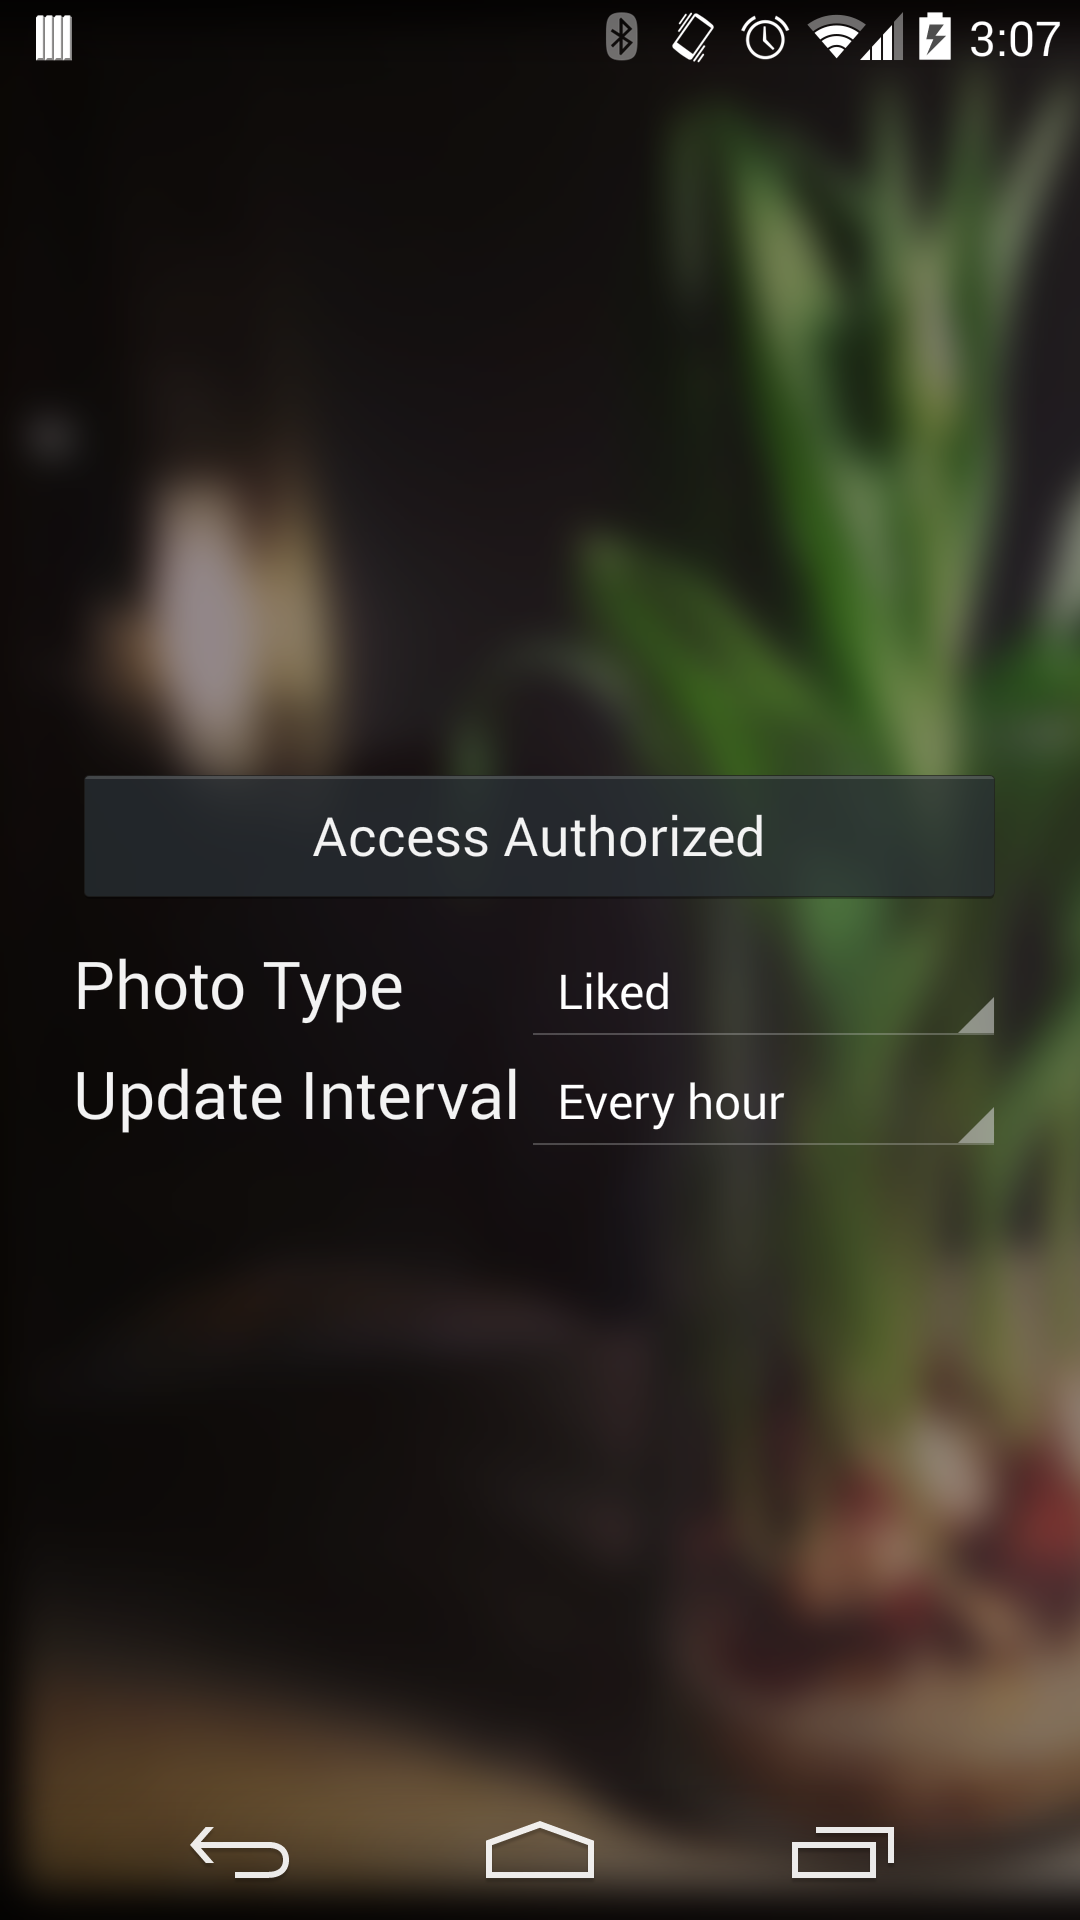 3:07
Access Authorized
Photo Type
Liked
Update Interval
Every hour